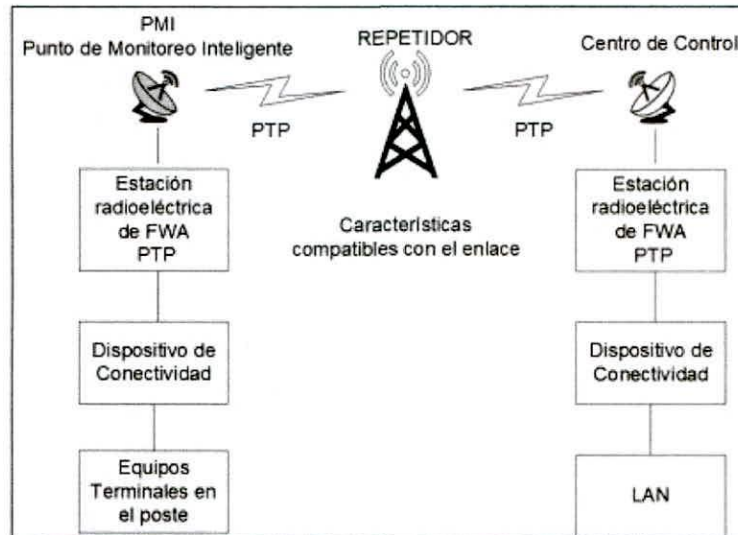 PMI
Punto de Monitoreo Inteligente
REPETIDOR
Centro de Control
PTP
PTP
Estación
radioeléctrica
de FWA
PTP
Características
compatibles con el enlace
Estación
radioeléctrica
de FWA
PTP
Dispositivo de
Conectividad
Dispositivo de
Conectividad
Equipos
Terminales en
el poste
LAN